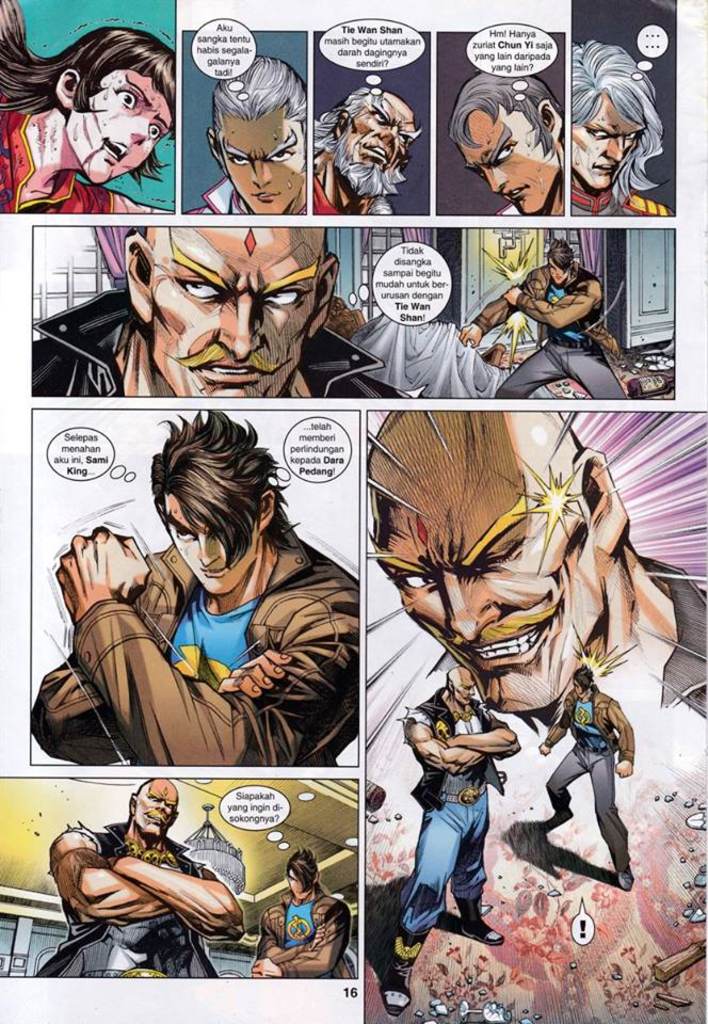 Aku
sangka tentu
habis segala-
galanya
tadi!
Tie Wan Shan
masih begitu utamakan
darah dagingnya
sendiri?
Hm! Hanya
zuriat Chun Yi saja
yang lain daripada
yang lain?
...
...
Tidak
disangka
sampai begitu
mudah untuk ber-
urusan dengan
Tie Wan
Shan!
Selepas
menahan
aku ini, Sami
King...
...telah
memberi
perlindungan
kepada Dara
Pedang!
Siapakah
yang ingin di-
sokongnya?
!
16